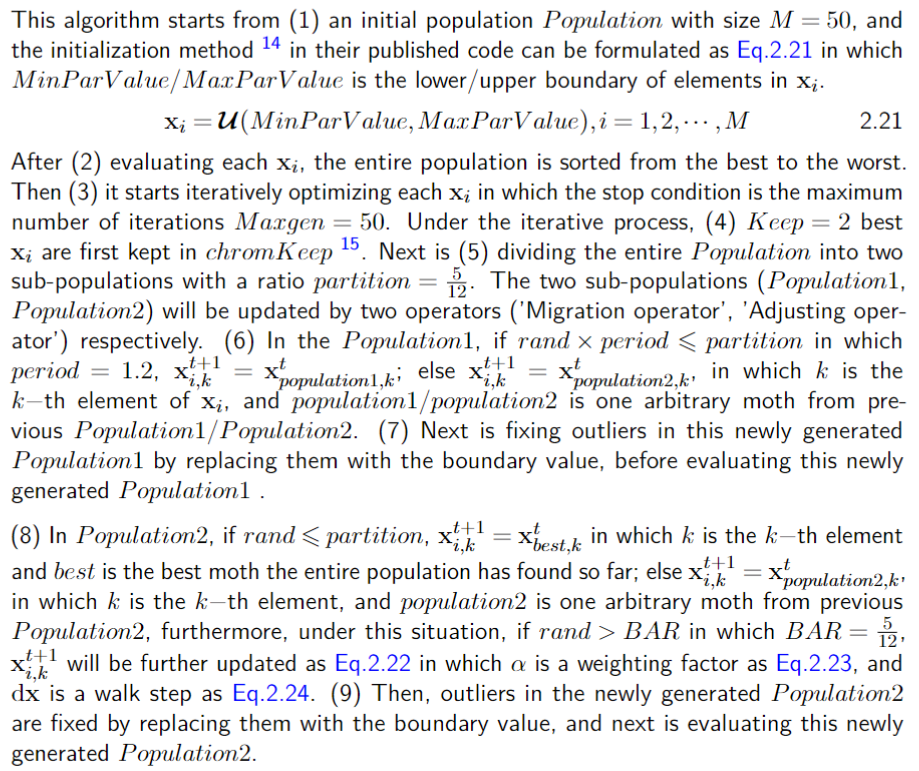 This algorithm starts from (1) an initial population Population with size M = 50, and
the initialization method 14 in their published code can be formulated as Eq.2.21 in which
MinParValue/MaxParValue is the lower/upper boundary of elements in x_i.
x_i = U(MinParValue, MaxParValue), i = 1, 2, ⋯ , M 2.21
After (2) evaluating each x_i, the entire population is sorted from the best to the worst.
Then (3) it starts iteratively optimizing each x_i in which the stop condition is the maximum
number of iterations Maxgen = 50. Under the iterative process, (4) Keep = 2 best
x_i are first kept in chromKeep 15. Next is (5) dividing the entire Population into two
sub-populations with a ratio partition = 5/12. The two sub-populations (Population1,
Population2) will be updated by two operators ('Migration operator', 'Adjusting oper-
ator') respectively. (6) In the Population1, if rand × period ⩽ partition in which
period = 1.2, x_{i,k}^{t+1} = x_{population1,k}^{t}; else x_{i,k}^{t+1} = x_{population2,k}^{t}, in which k is the
k−th element of x_i, and population1/population2 is one arbitrary moth from pre-
vious Population1/Population2. (7) Next is fixing outliers in this newly generated
Population1 by replacing them with the boundary value, before evaluating this newly
generated Population1 .
(8) In Population2, if rand ⩽ partition, x_{i,k}^{t+1} = x_{best,k}^{t} in which k is the k−th element
and best is the best moth the entire population has found so far; else x_{i,k}^{t+1} = x_{population2,k}^{t},
in which k is the k−th element, and population2 is one arbitrary moth from previous
Population2, furthermore, under this situation, if rand > BAR in which BAR = 5/12,
x_{i,k}^{t+1} will be further updated as Eq.2.22 in which α is a weighting factor as Eq.2.23, and
dx is a walk step as Eq.2.24. (9) Then, outliers in the newly generated Population2
are fixed by replacing them with the boundary value, and next is evaluating this newly
generated Population2.